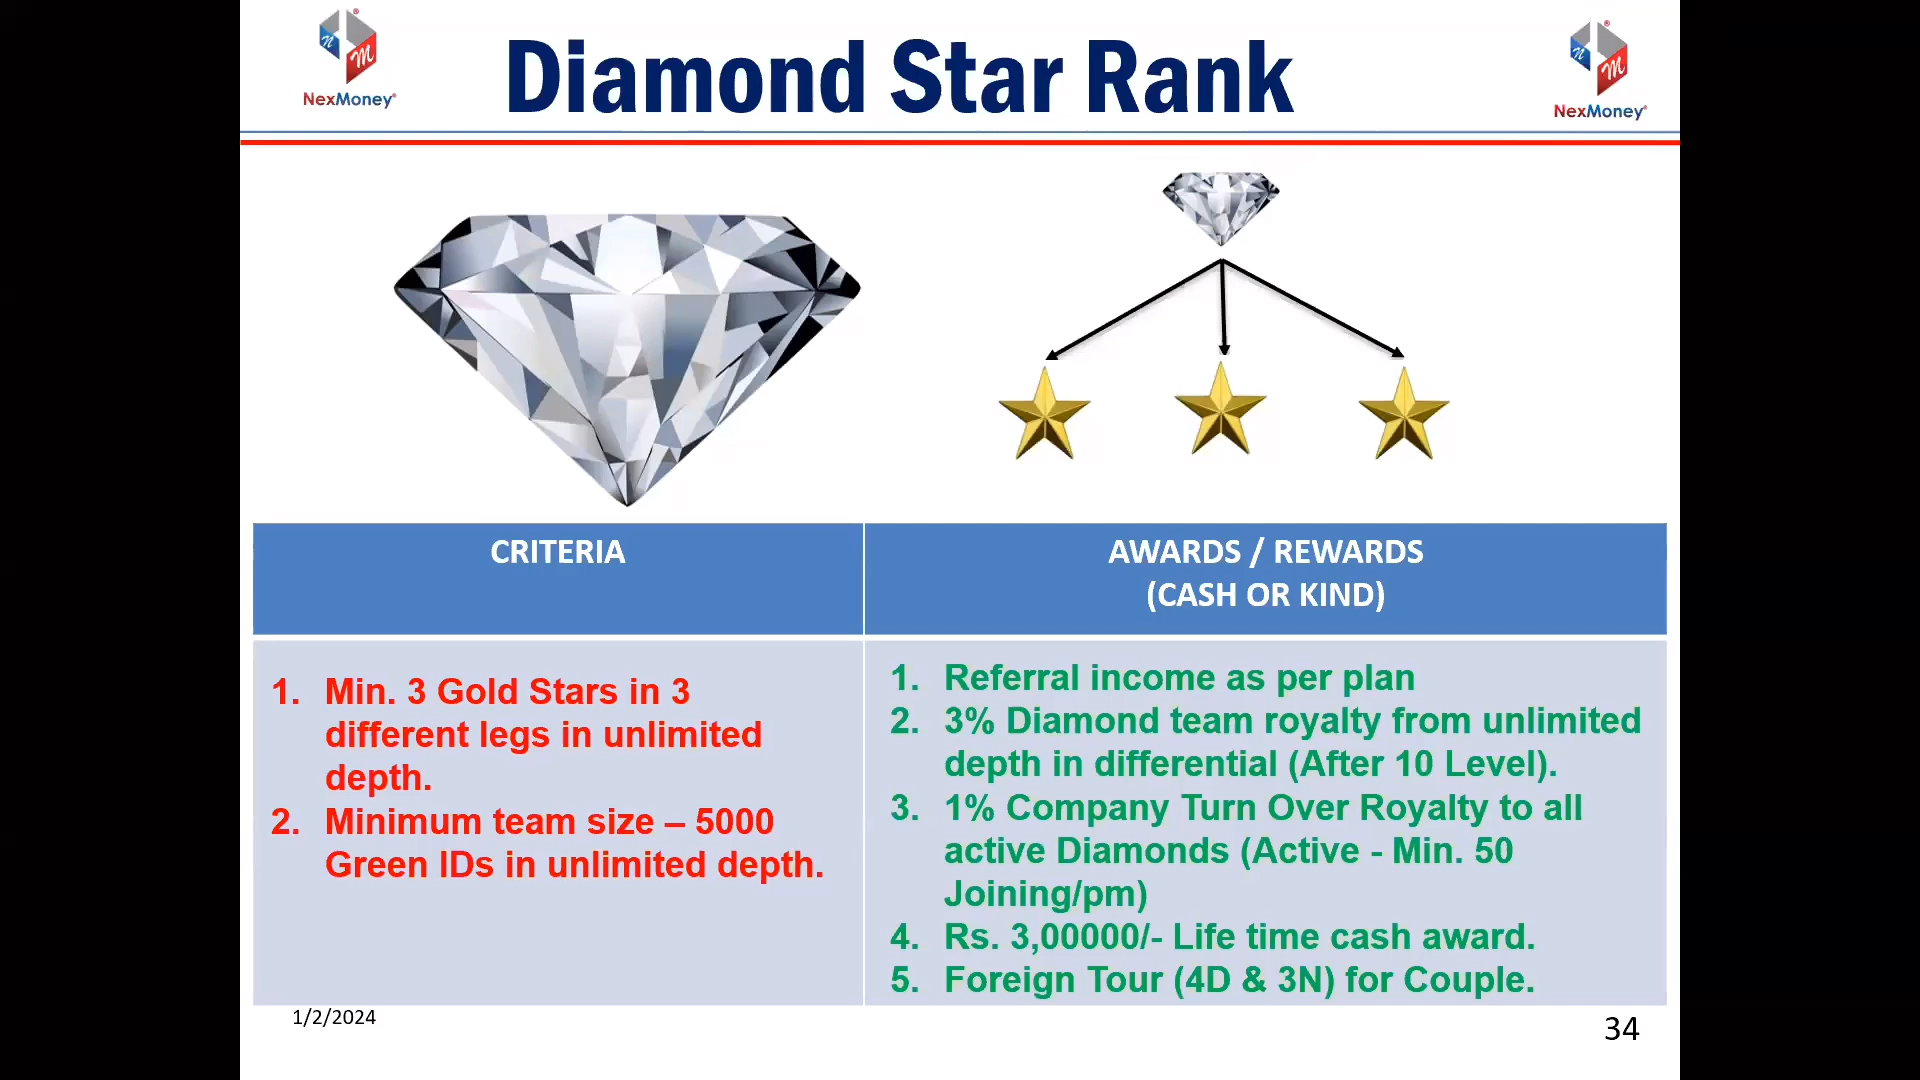 Diamond Star Rank
NexMoney®
NexMoney®
CRITERIA
AWARDS / REWARDS
(CASH OR KIND)
1. Min. 3 Gold Stars in 3
different legs in unlimited
depth.
2. Minimum team size – 5000
Green IDs in unlimited depth.
1. Referral income as per plan
2. 3% Diamond team royalty from unlimited
depth in differential (After 10 Level).
3. 1% Company Turn Over Royalty to all
active Diamonds (Active - Min. 50
Joining/pm)
4. Rs. 3,00000/- Life time cash award.
5. Foreign Tour (4D & 3N) for Couple.
1/2/2024
34